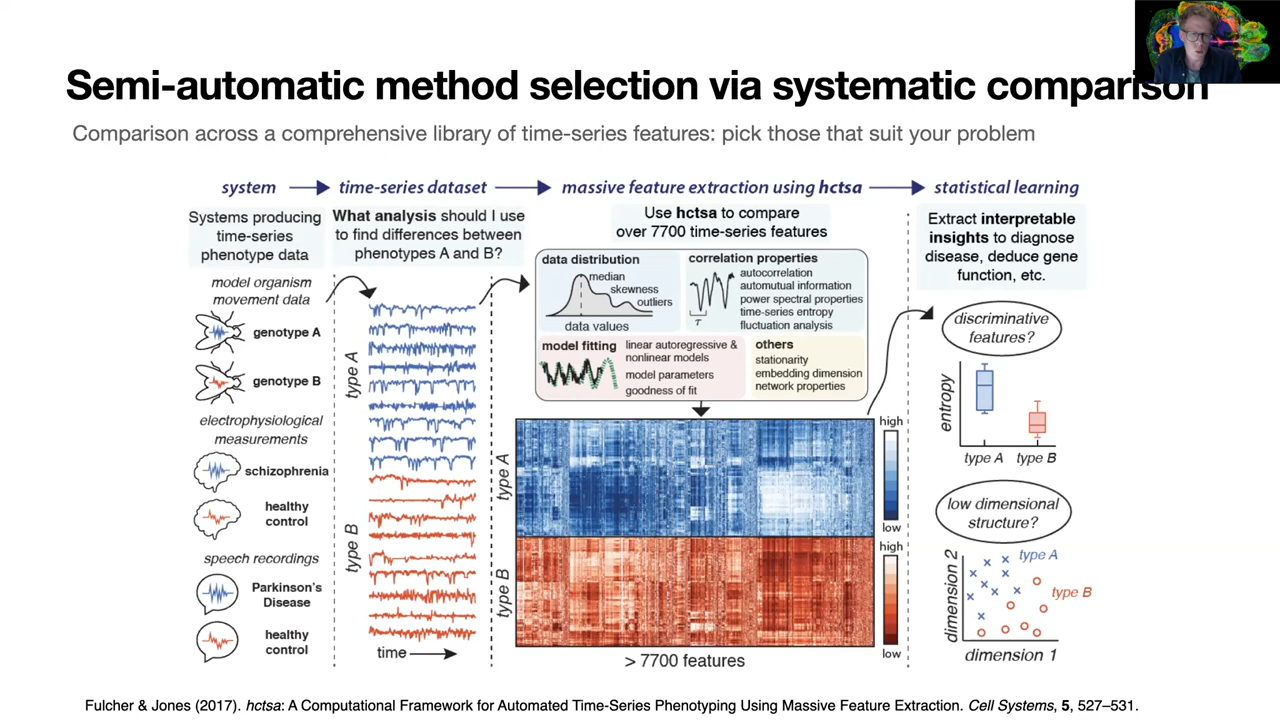 Semi-automatic method selection via systematic comparison
Comparison across a comprehensive library of time-series features: pick those that suit your problem
system
time-series dataset
massive feature extraction using hctsa
statistical learning
Systems producing
time-series
phenotype data
model organism
movement data
genotype A
genotype B
electrophysiological
measurements
schizophrenia
healthy
control
speech recordings
Parkinson's
Disease
healthy
control
What analysis should I use
to find differences between
phenotypes A and B?
type A
type B
time
Use hctsa to compare
over 7700 time-series features
data distribution
median
skewness
outliers
data values
correlation properties
τ
autocorrelation
automutual information
power spectral properties
time-series entropy
fluctuation analysis
model fitting
linear autoregressive &
nonlinear models
model parameters
goodness of fit
others
stationarity
embedding dimension
network properties
type A
type B
high
low
high
low
> 7700 features
Extract interpretable
insights to diagnose
disease, deduce gene
function, etc.
discriminative
features?
entropy
type A
type B
low dimensional
structure?
type A
type B
dimension 2
dimension 1
Fulcher & Jones (2017). hctsa: A Computational Framework for Automated Time-Series Phenotyping Using Massive Feature Extraction. Cell Systems, 5, 527–531.